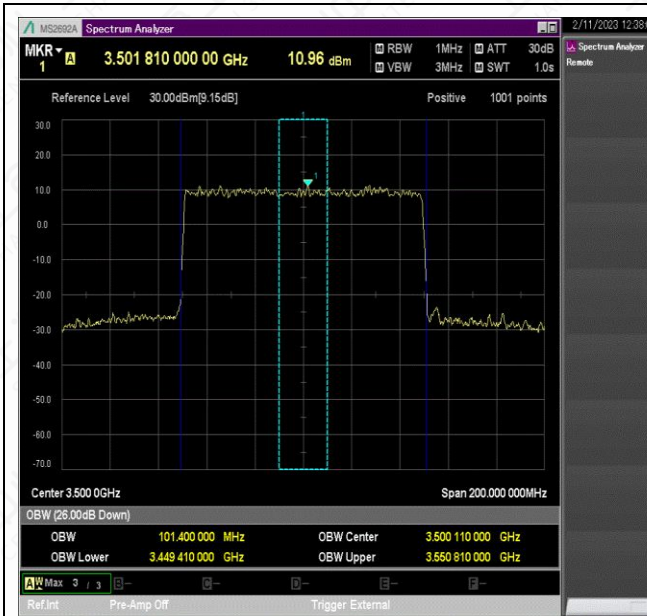 MS2692A Spectrum Analyzer
2/11/2023 12:38:
MKR 1 A 3.501 810 000 00 GHz 10.96 dBm
RBW 1MHz ATT 30dB
VBW 3MHz SWT 1.0s
Spectrum Analyzer
Remote
Reference Level 30.00dBm[9.15dB] Positive 1001 points
30.0
20.0
10.0
0.0
-10.0
-20.0
-30.0
-40.0
-50.0
-60.0
-70.0
1
1
Center 3.500 0GHz Span 200.000 000MHz
OBW (26.00dB Down)
OBW 101.400 000 MHz OBW Center 3.500 110 000 GHz
OBW Lower 3.449 410 000 GHz OBW Upper 3.550 810 000 GHz
A W Max 3 / 3 B- C- D- E- F-
Ref.Int Pre-Amp Off Trigger External